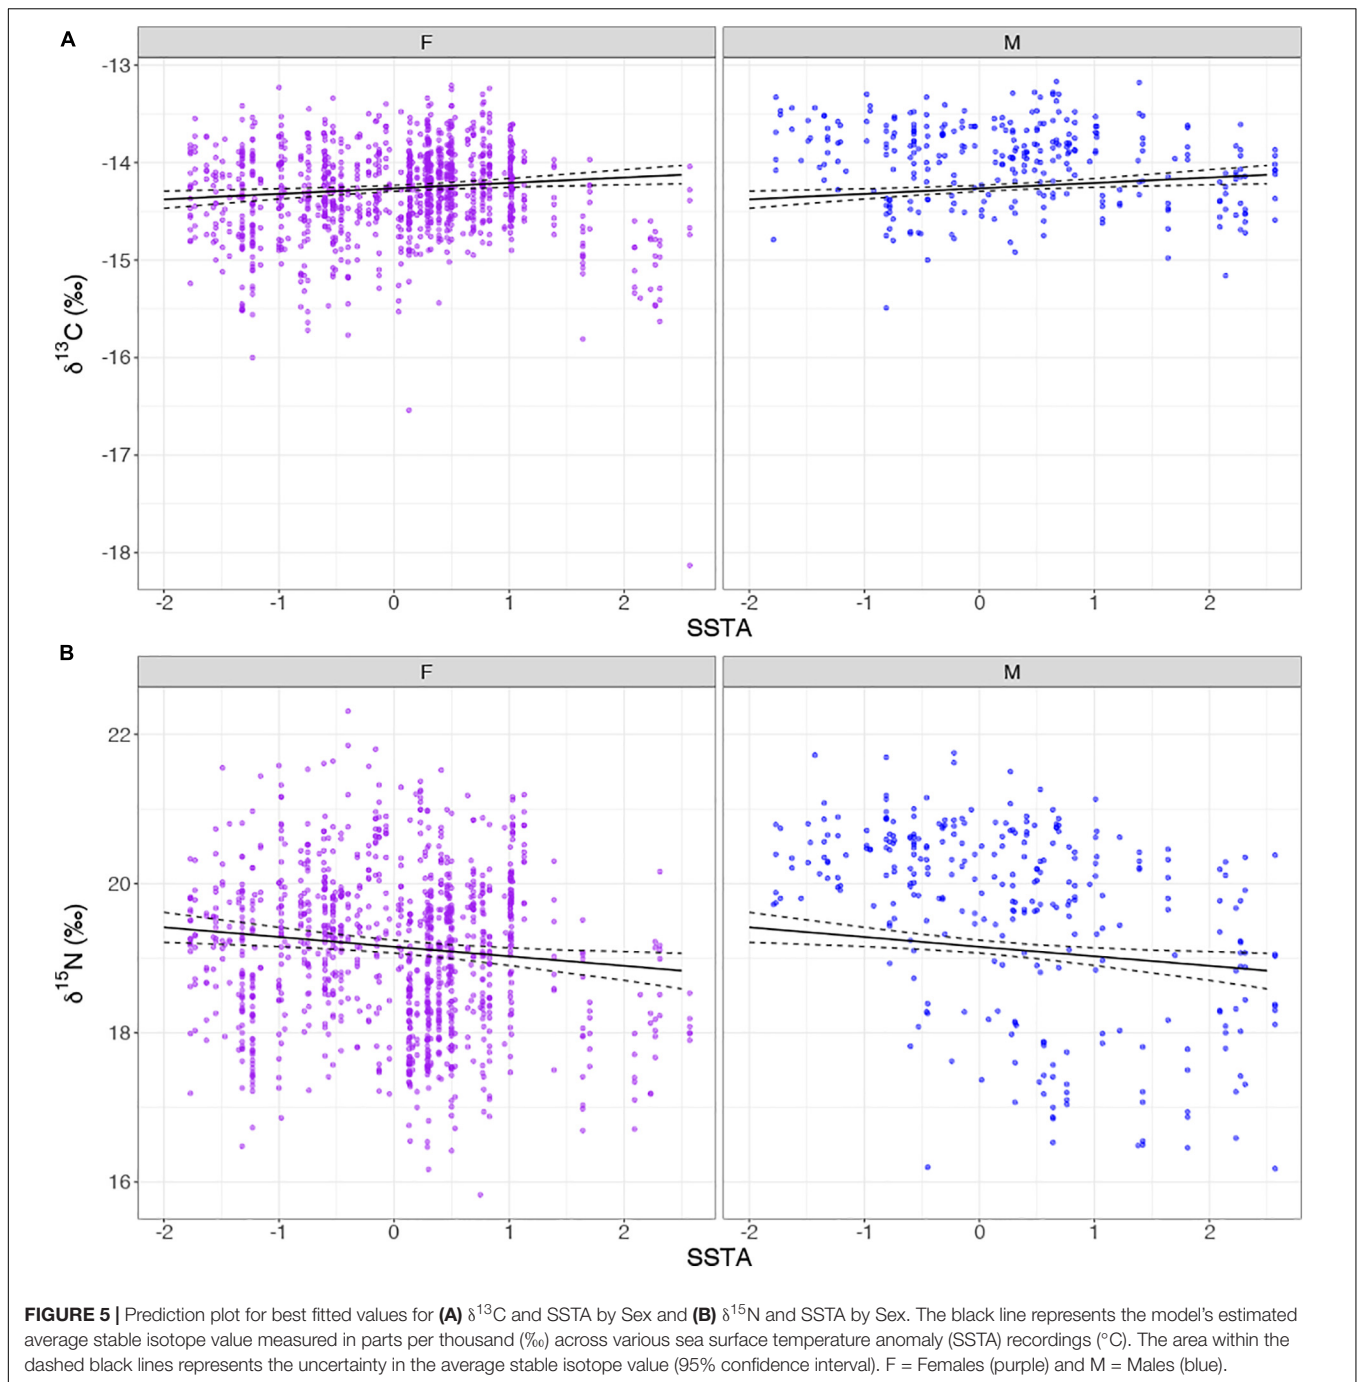 A
F
M
-13
-14
-15
-16
-17
-18
δ13C (‰)
-2 -1 0 1 2
-2 -1 0 1 2
SSTA
B
F
M
22
20
18
16
δ15N (‰)
-2 -1 0 1 2
-2 -1 0 1 2
SSTA
FIGURE 5 | Prediction plot for best fitted values for (A) δ13C and SSTA by Sex and (B) δ15N and SSTA by Sex. The black line represents the model's estimated
average stable isotope value measured in parts per thousand (‰) across various sea surface temperature anomaly (SSTA) recordings (°C). The area within the
dashed black lines represents the uncertainty in the average stable isotope value (95% confidence interval). F = Females (purple) and M = Males (blue).